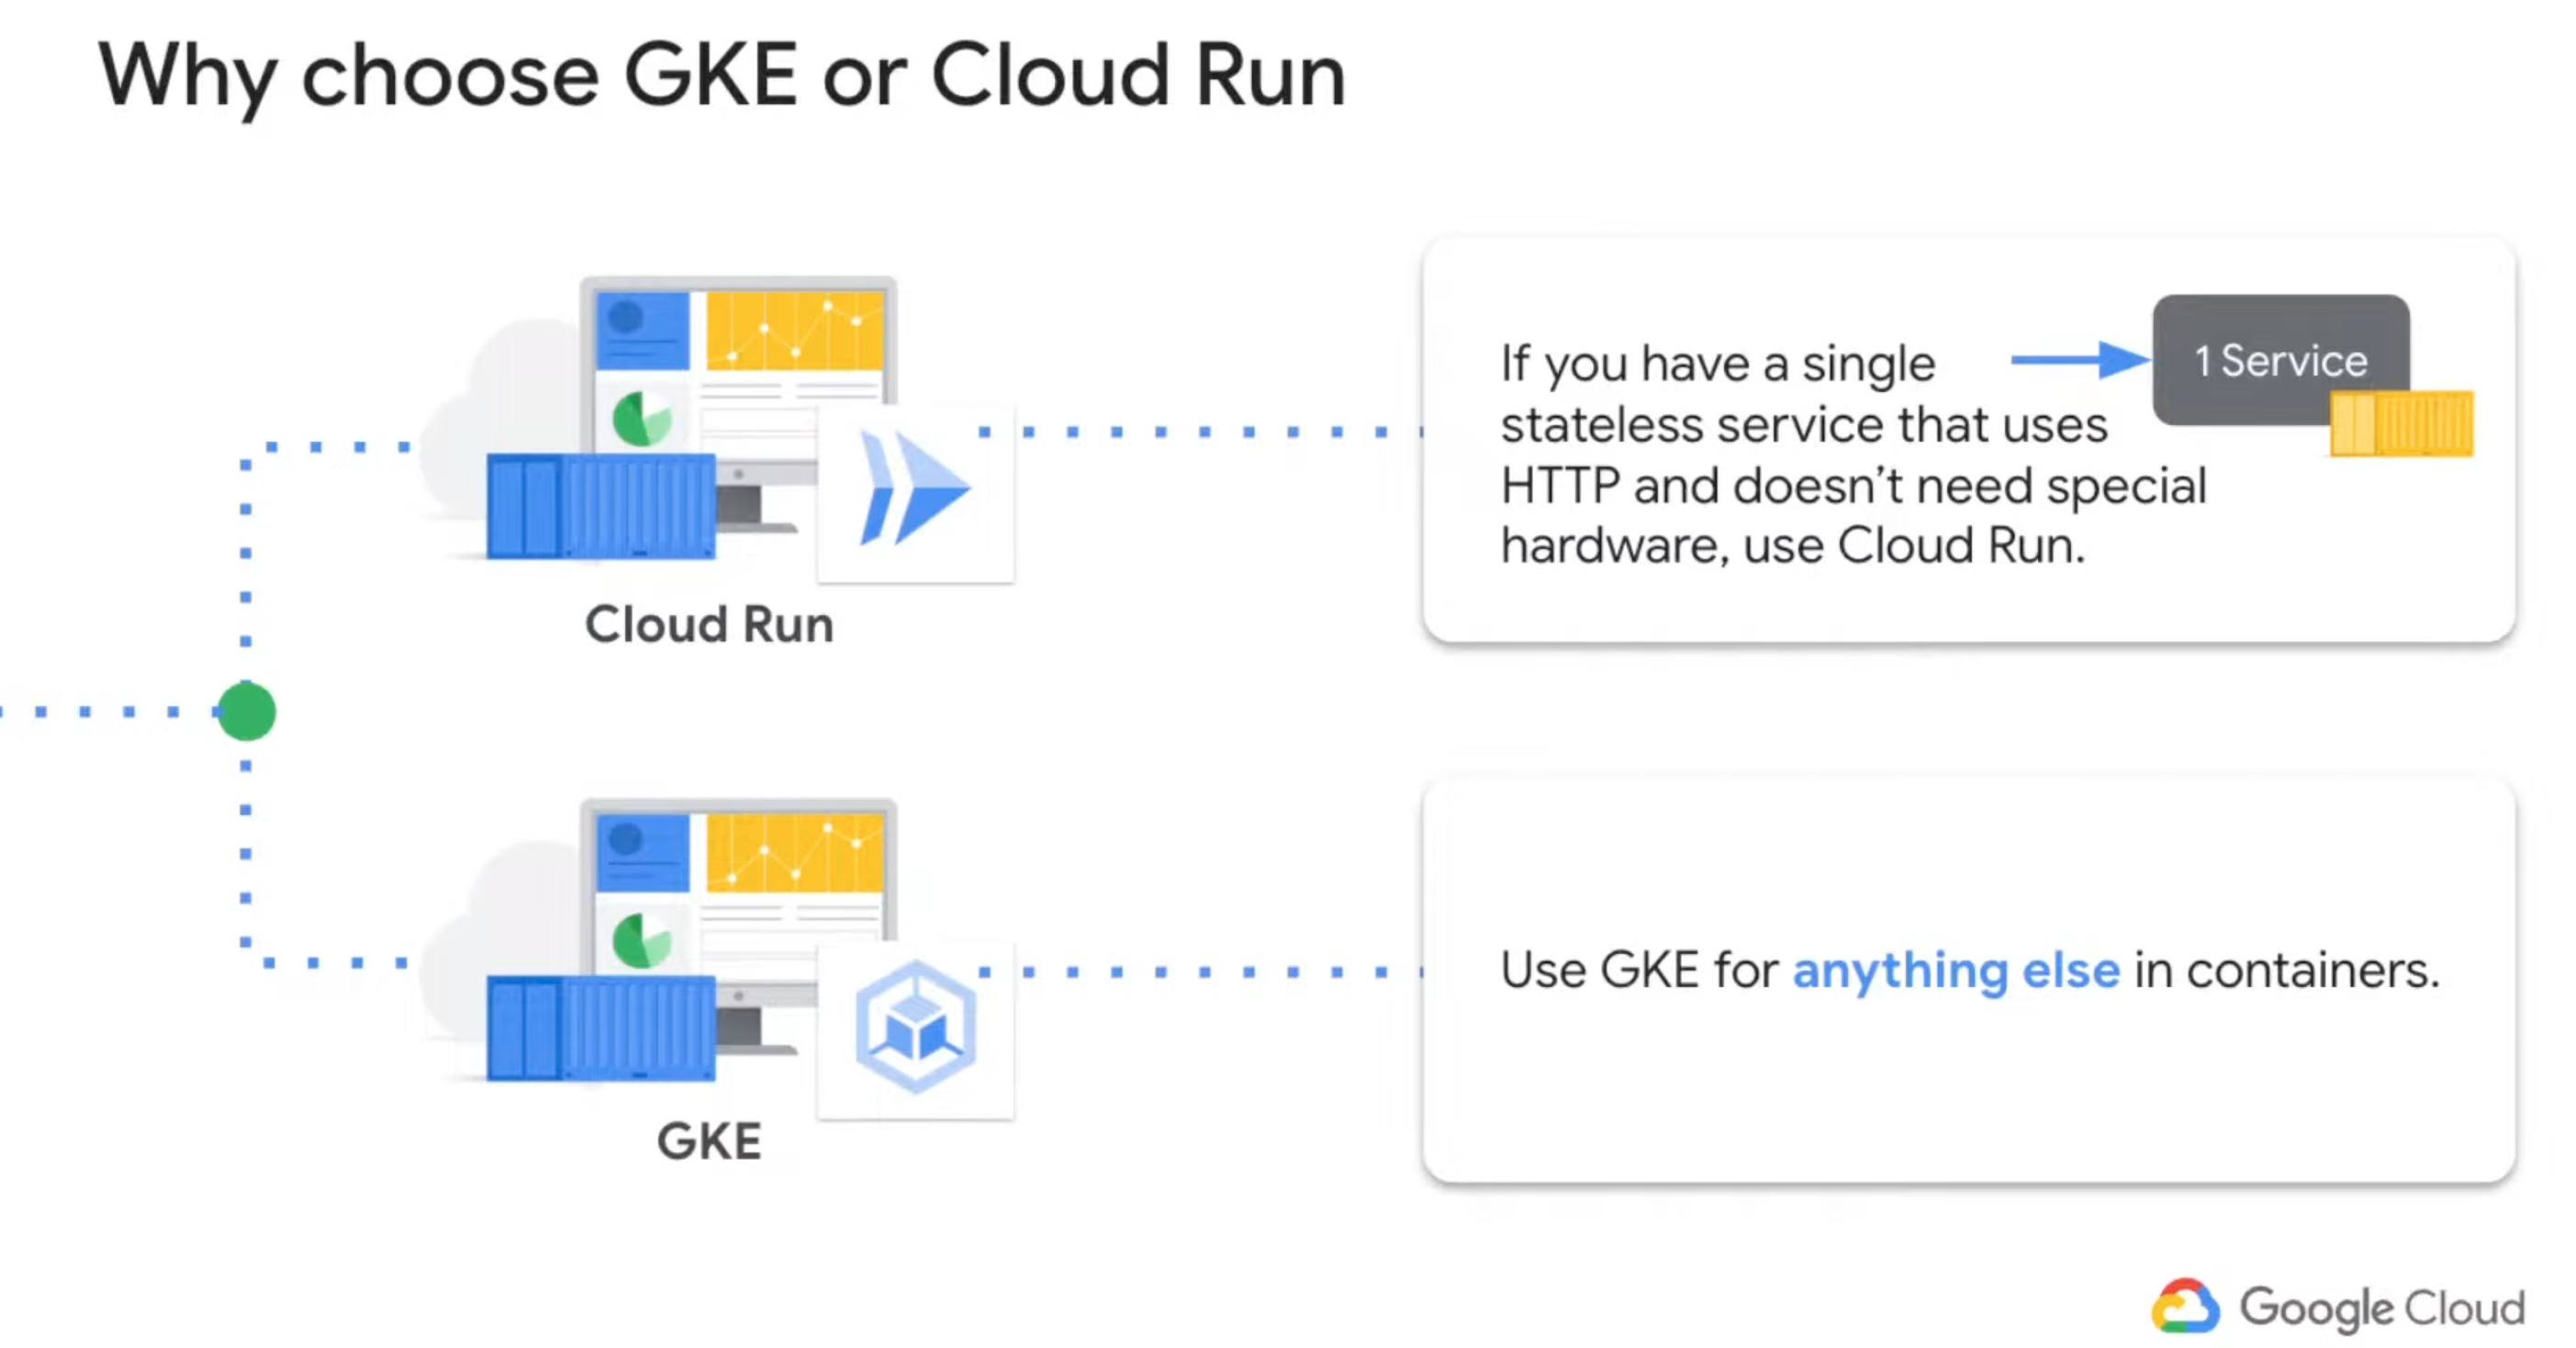 Why choose GKE or Cloud Run
Cloud Run
If you have a single
stateless service that uses
HTTP and doesn’t need special
hardware, use Cloud Run.
1 Service
GKE
Use GKE for anything else in containers.
Google Cloud